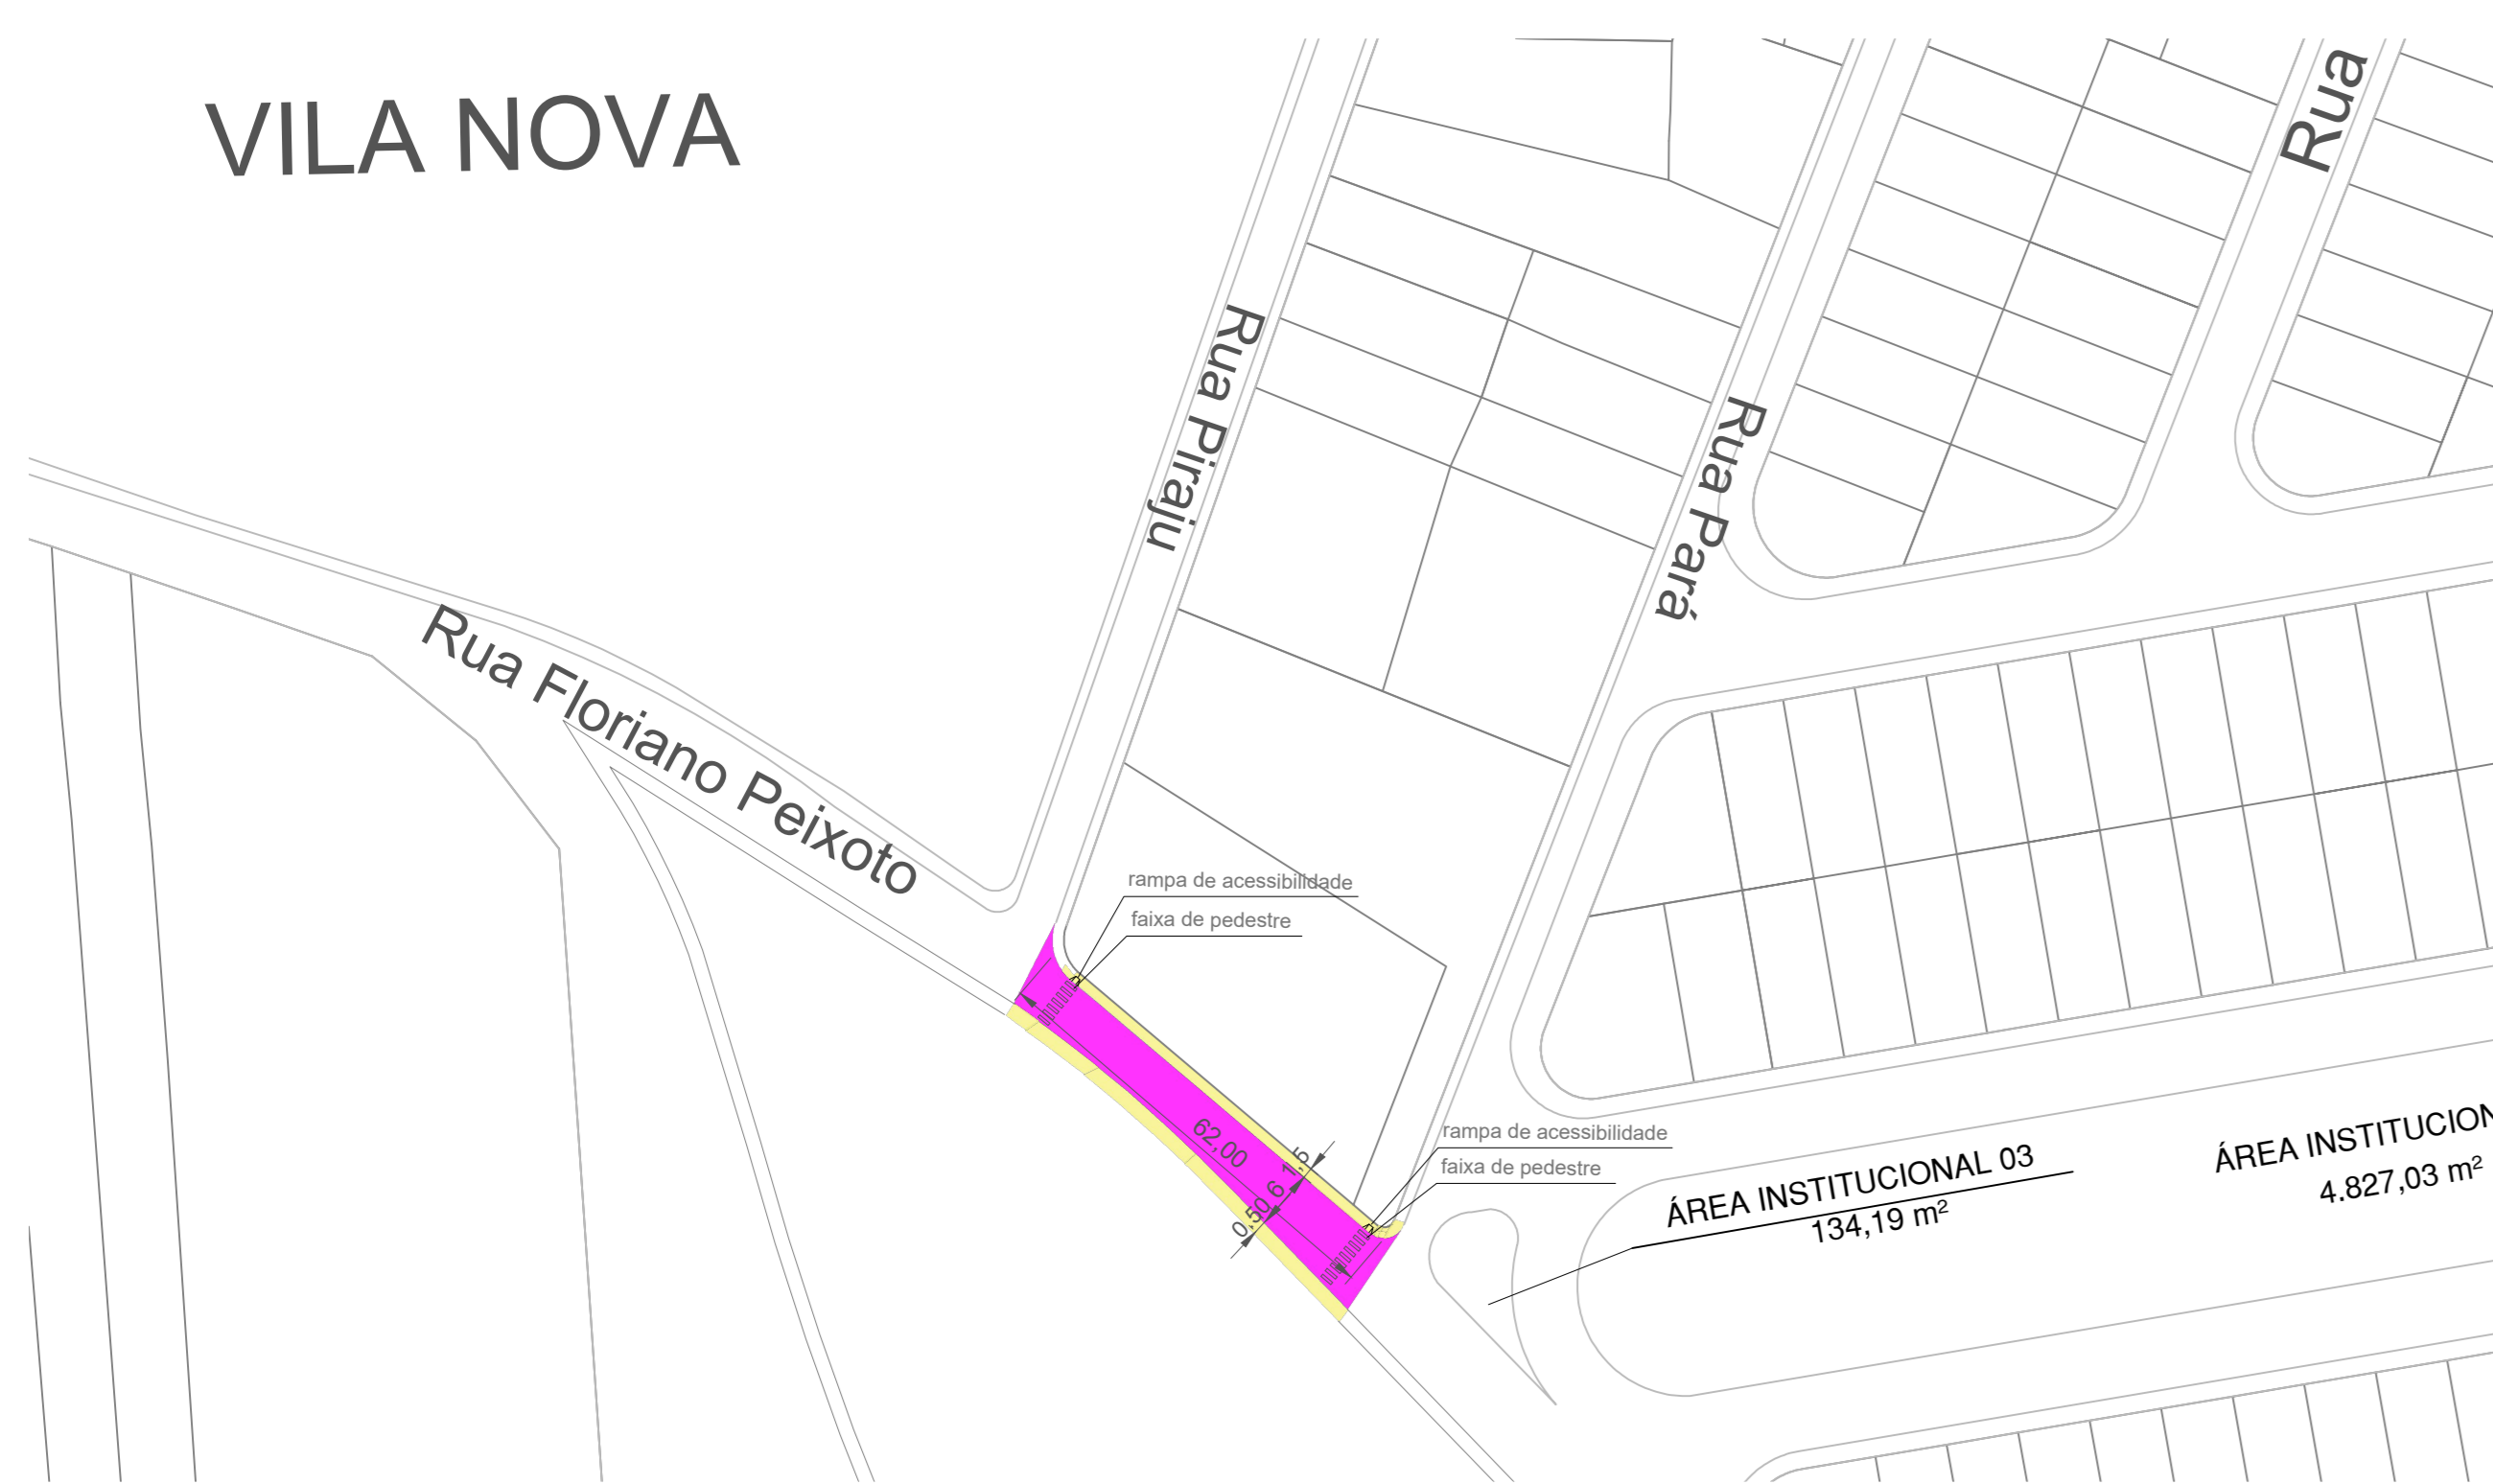 VILA NOVA
Rua
Rua Piraju
Rua Pará
Rua Floriano Peixoto
rampa de acessibilidade
faixa de pedestre
62,00
1,5
6
0,50
rampa de acessibilidade
faixa de pedestre
ÁREA INSTITUCIONAL 03
134,19 m²
ÁREA INSTITUCION
4.827,03 m²